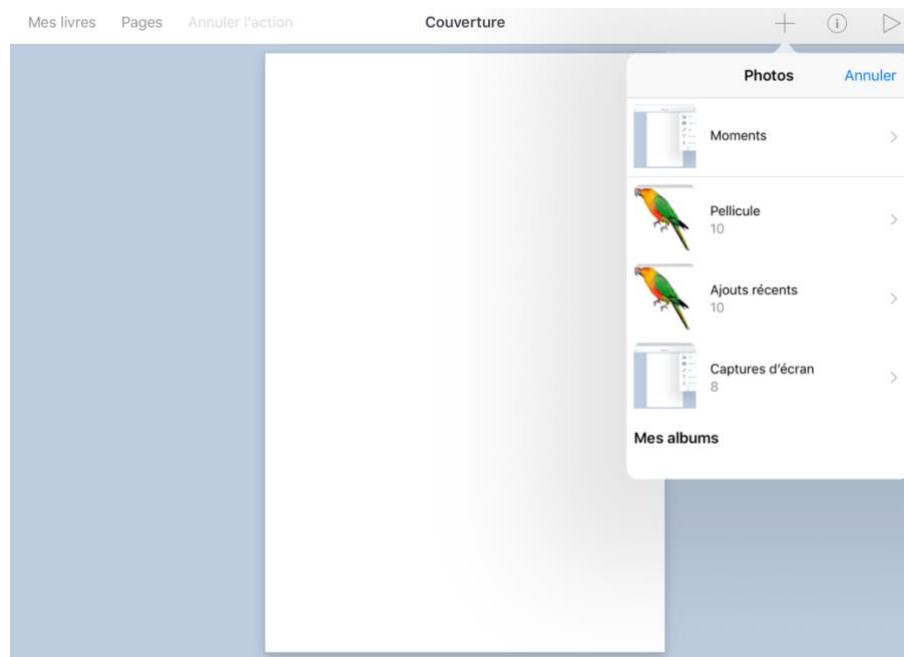 Mes livres Pages Annuler l'action Couverture
Photos Annuler
Moments
Pellicule
10
Ajouts récents
10
Captures d'écran
8
Mes albums